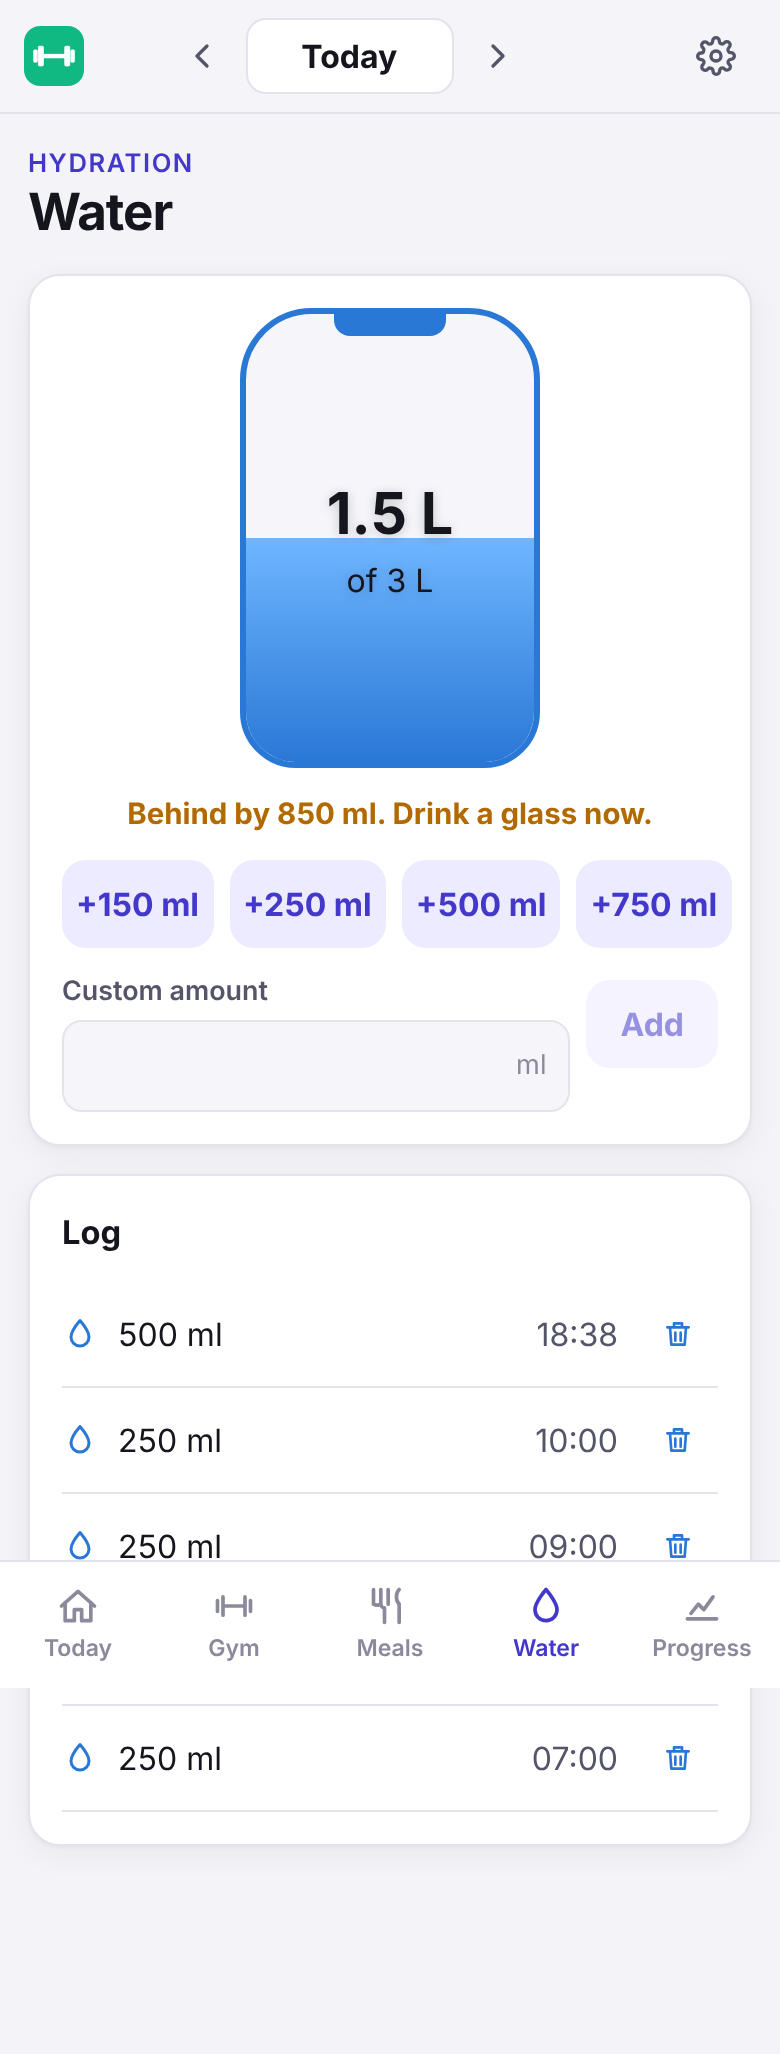 Today
HYDRATION
Water
1.5 L
of 3 L
Behind by 850 ml. Drink a glass now.
+150 ml +250 ml +500 ml +750 ml
Custom amount
Add
ml
Log
500 ml 18:38
250 ml 10:00
250 ml 09:00
Today Gym Meals Water Progress
250 ml 07:00